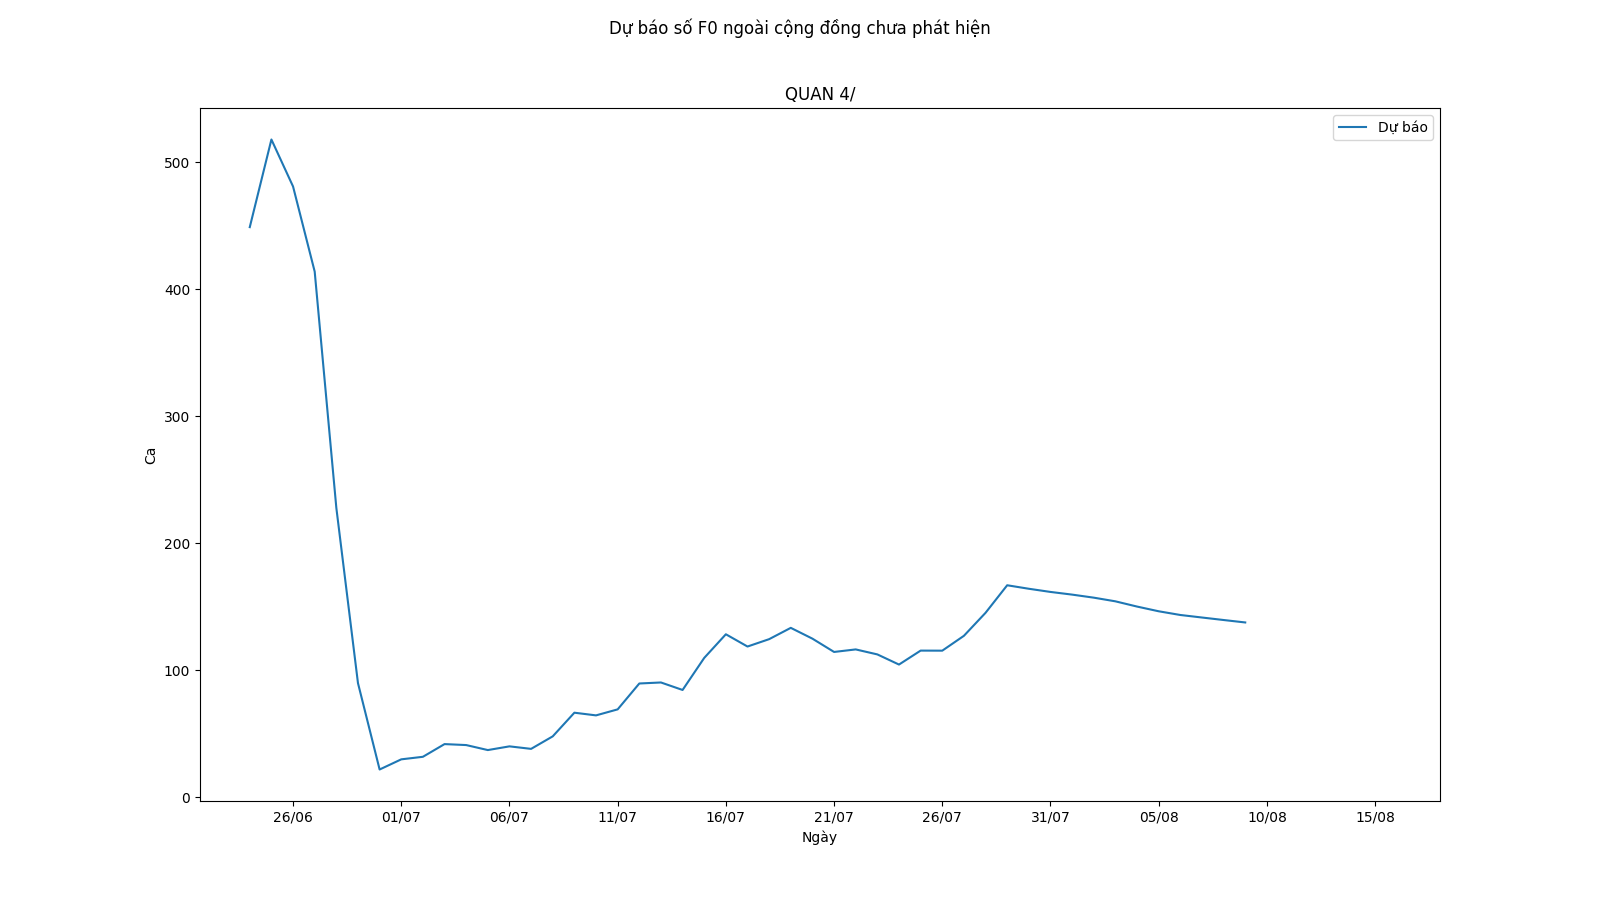 Dự báo số F0 ngoài cộng đồng chưa phát hiện
QUAN 4/
Dự báo
500
400
300
200
100
0
Ca
26/06 01/07 06/07 11/07 16/07 21/07 26/07 31/07 05/08 10/08 15/08
Ngày